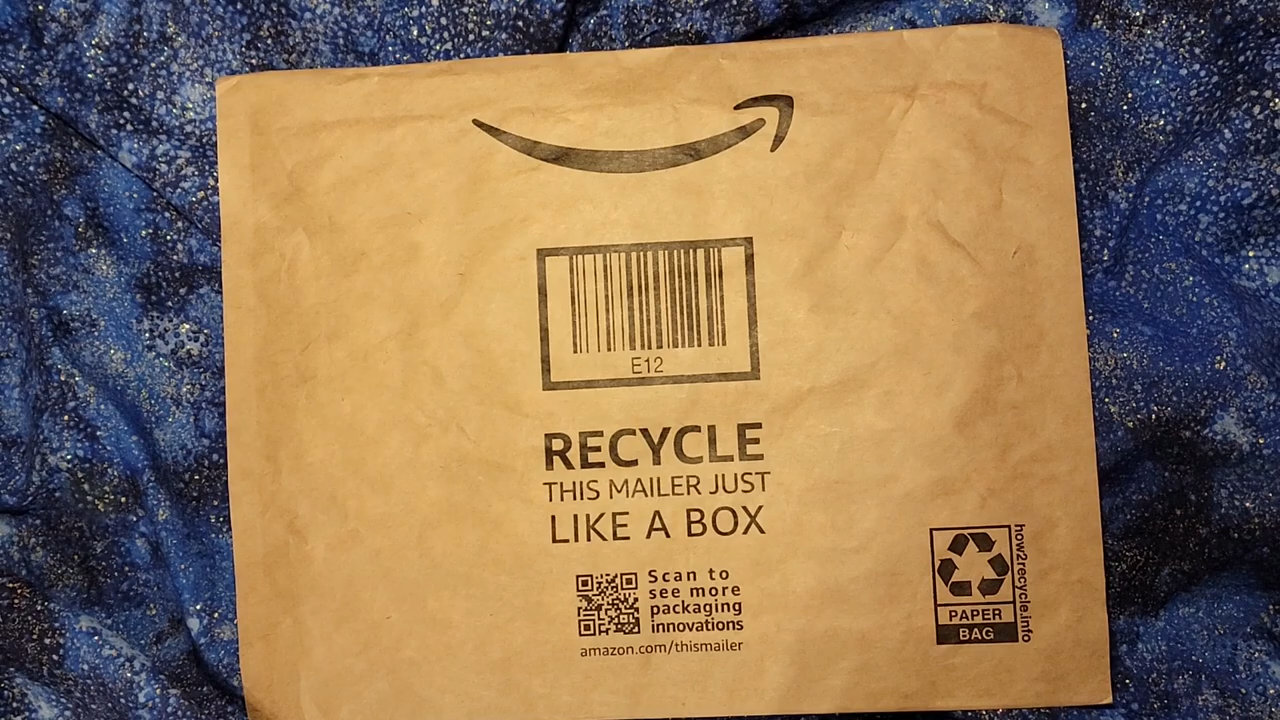 E12
RECYCLE
THIS MAILER JUST
LIKE A BOX
Scan to
see more
packaging
innovations
amazon.com/thismailer
how2recycle.info
PAPER
BAG